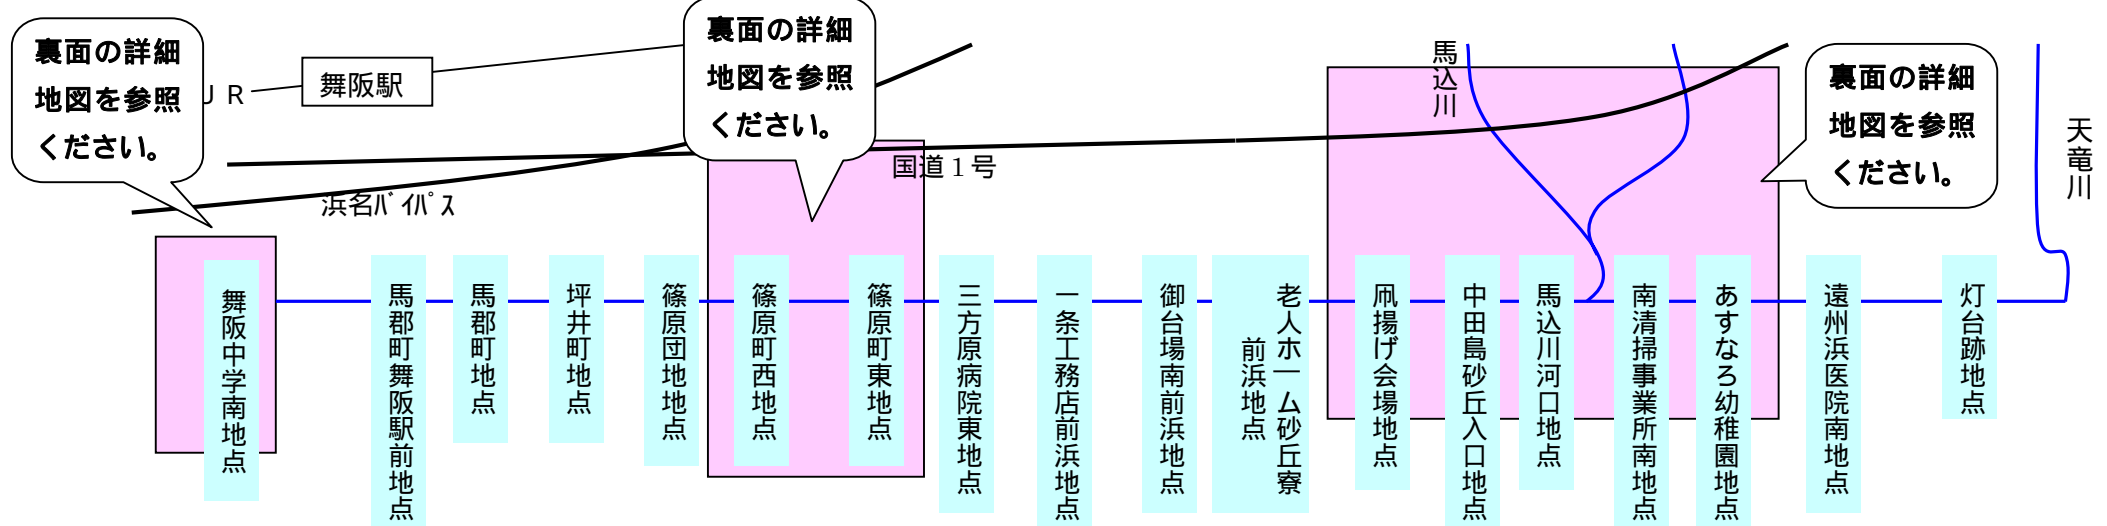 裏面の詳細
地図を参照
ください。
ＪＲ
舞阪駅
裏面の詳細
地図を参照
ください。
馬込川
裏面の詳細
地図を参照
ください。
天竜川
国道１号
浜名ﾊﾞｲﾊﾟｽ
舞阪中学南地点
馬郡町舞阪駅前地点
馬郡町地点
坪井町地点
篠原団地地点
篠原町西地点
篠原町東地点
三方原病院東地点
一条工務店前浜地点
御台場南前浜地点
老人ホーム砂丘寮
前浜地点
凧揚げ会場地点
中田島砂丘入口地点
馬込川河口地点
南清掃事業所南地点
あすなろ幼稚園地点
遠州浜医院南地点
灯台跡地点